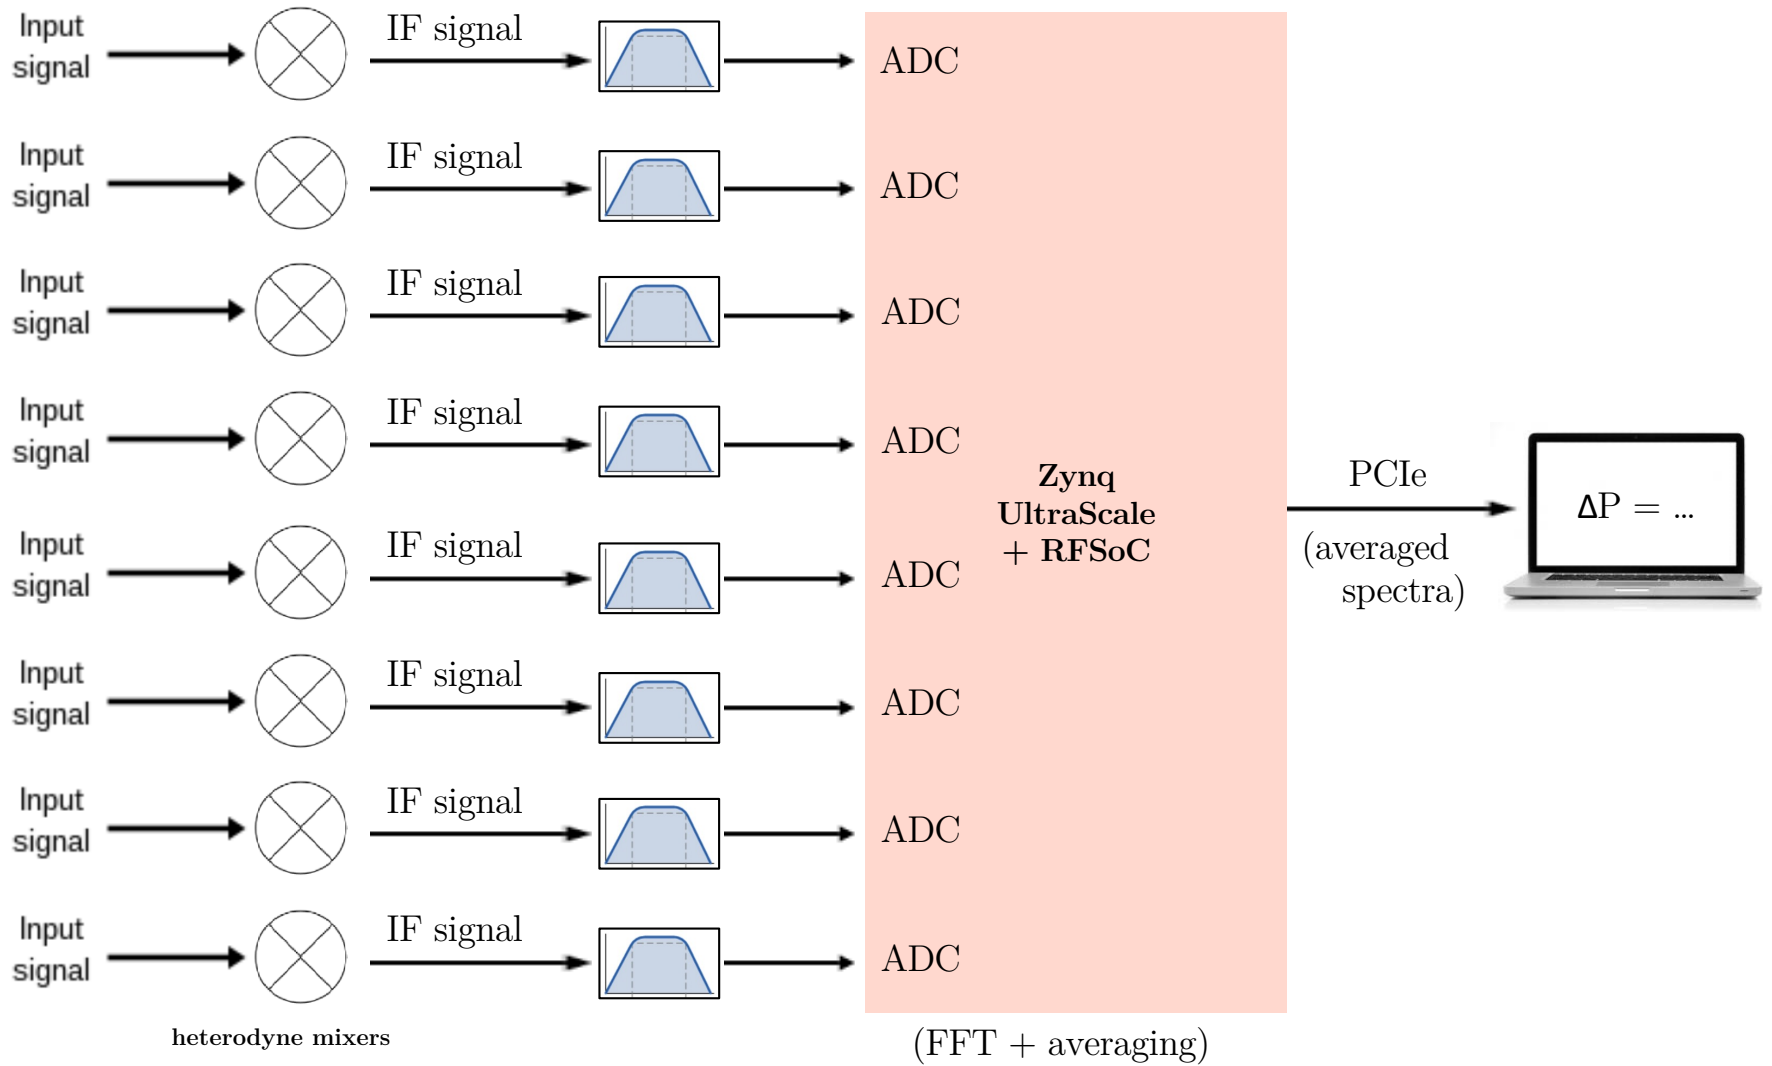 Input
signal
IF signal
ADC
Input
signal
IF signal
ADC
Input
signal
IF signal
ADC
Input
signal
IF signal
ADC
Zynq
UltraScale
+ RFSoC
PCIe
(averaged
spectra)
ΔP = ...
Input
signal
IF signal
ADC
Input
signal
IF signal
ADC
Input
signal
IF signal
ADC
Input
signal
IF signal
ADC
heterodyne mixers
(FFT + averaging)